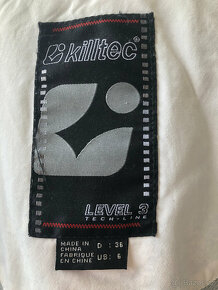 killtec
LEVEL 3
TECH-LINE
MADE IN CHINA D: 36
FABRIQUE EN CHINE US: 6